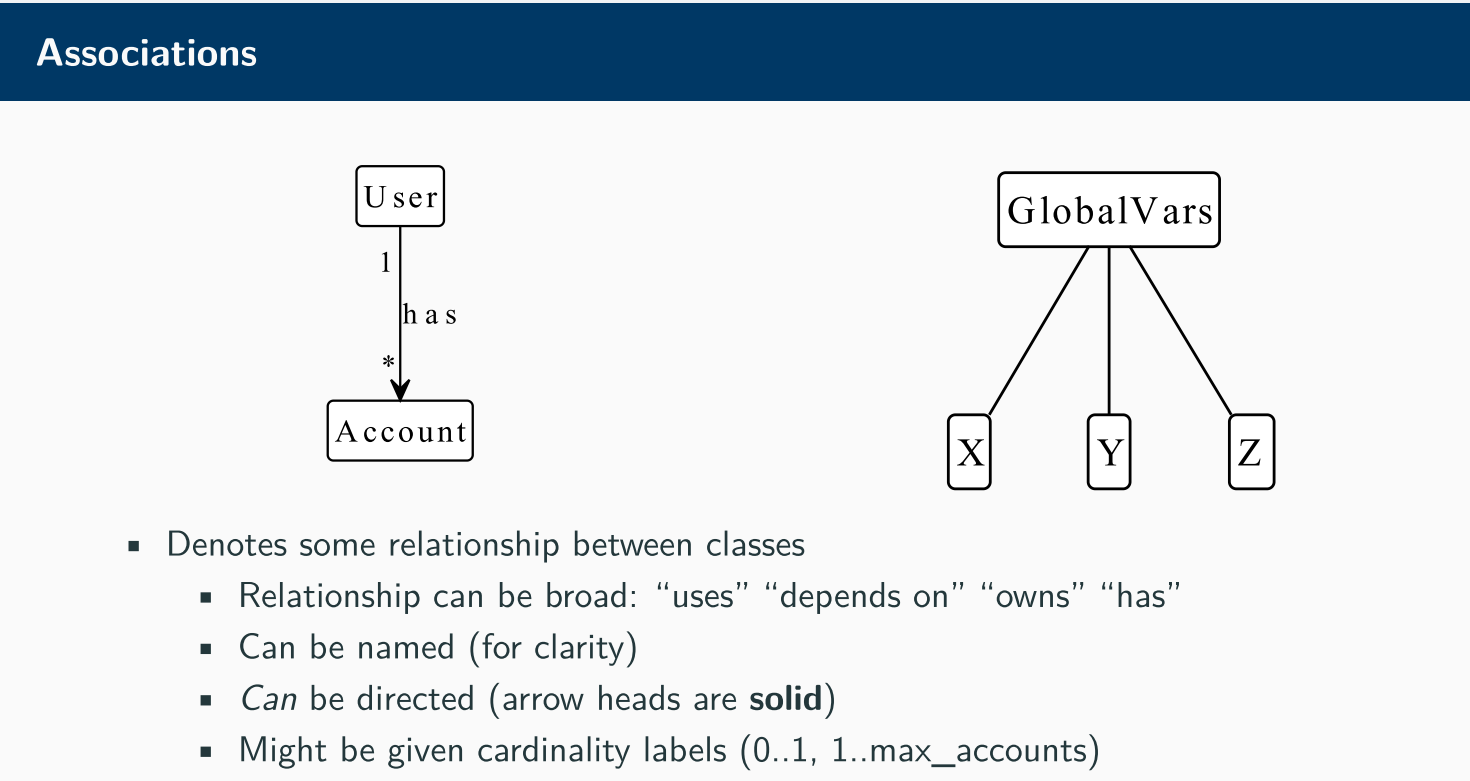 Associations
User
1
has
*
Account
GlobalVars
X
Y
Z
▪ Denotes some relationship between classes
▪ Relationship can be broad: “uses” “depends on” “owns” “has”
▪ Can be named (for clarity)
▪ Can be directed (arrow heads are solid)
▪ Might be given cardinality labels (0..1, 1..max_accounts)